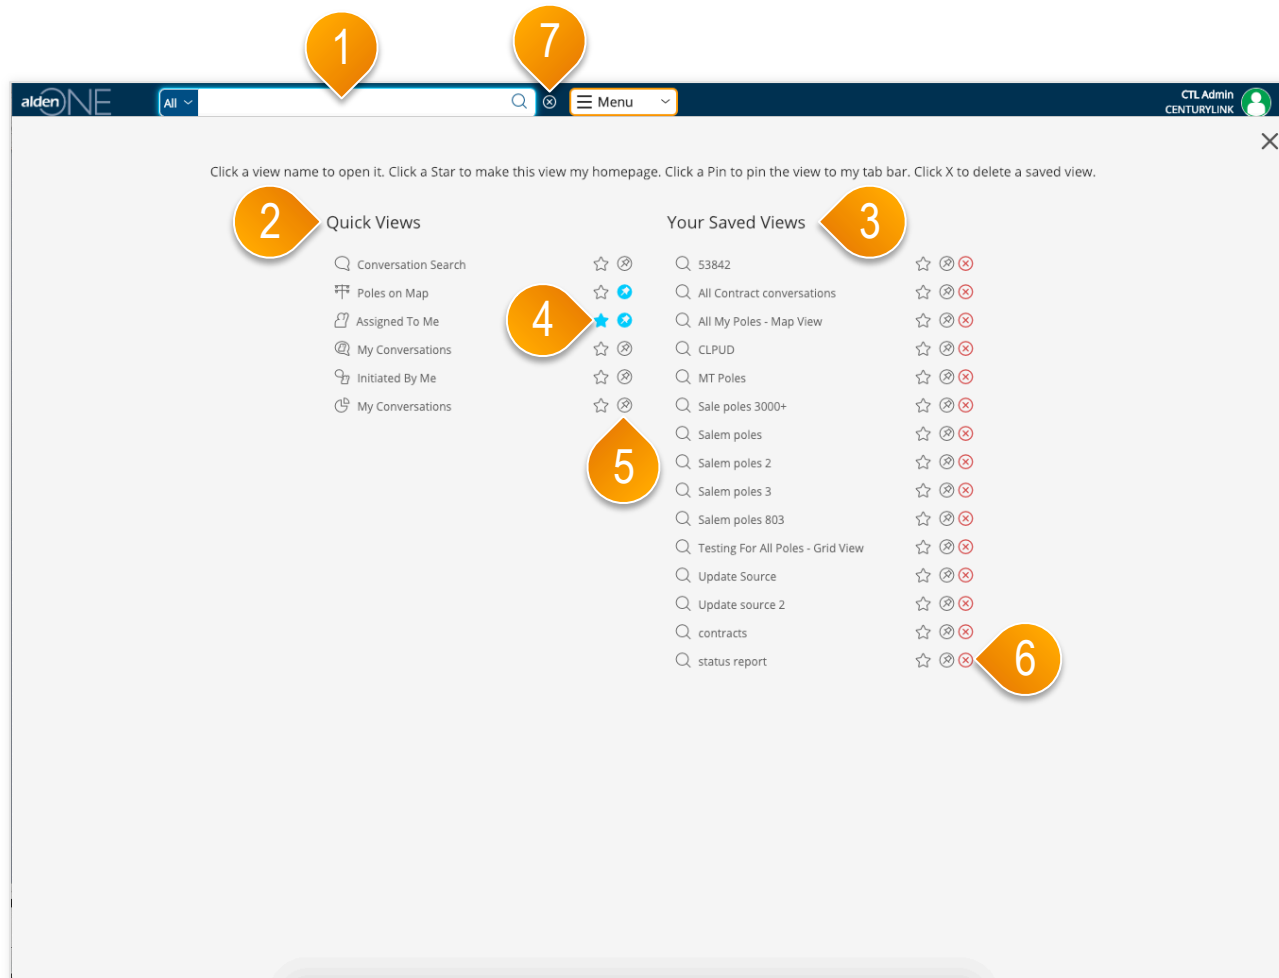 1
7
alden ONE
All
Menu
CTL Admin
CENTURYLINK
Click a view name to open it. Click a Star to make this view my homepage. Click a Pin to pin the view to my tab bar. Click X to delete a saved view.
2
Quick Views
Conversation Search
Poles on Map
Assigned To Me
My Conversations
Initiated By Me
My Conversations
4
5
Your Saved Views
3
53842
All Contract conversations
All My Poles - Map View
CLPUD
MT Poles
Sale poles 3000+
Salem poles
Salem poles 2
Salem poles 3
Salem poles 803
Testing For All Poles - Grid View
Update Source
Update source 2
contracts
status report
6